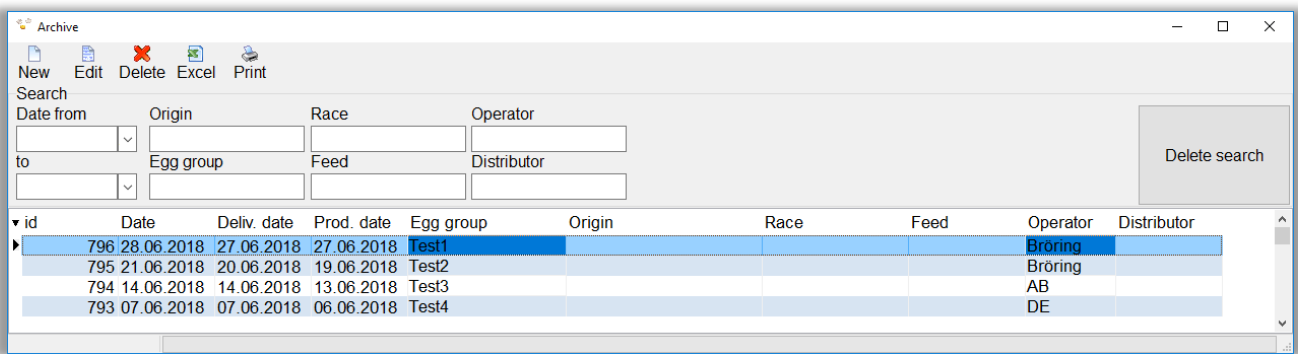 Archive
New Edit Delete Excel Print
Search
Date from Origin Race Operator
to Egg group Feed Distributor
Delete search
id Date Deliv. date Prod. date Egg group Origin Race Feed Operator Distributor
796 28.06.2018 27.06.2018 27.06.2018 Test1 Bröring
795 21.06.2018 20.06.2018 19.06.2018 Test2 Bröring
794 14.06.2018 14.06.2018 13.06.2018 Test3 AB
793 07.06.2018 07.06.2018 06.06.2018 Test4 DE